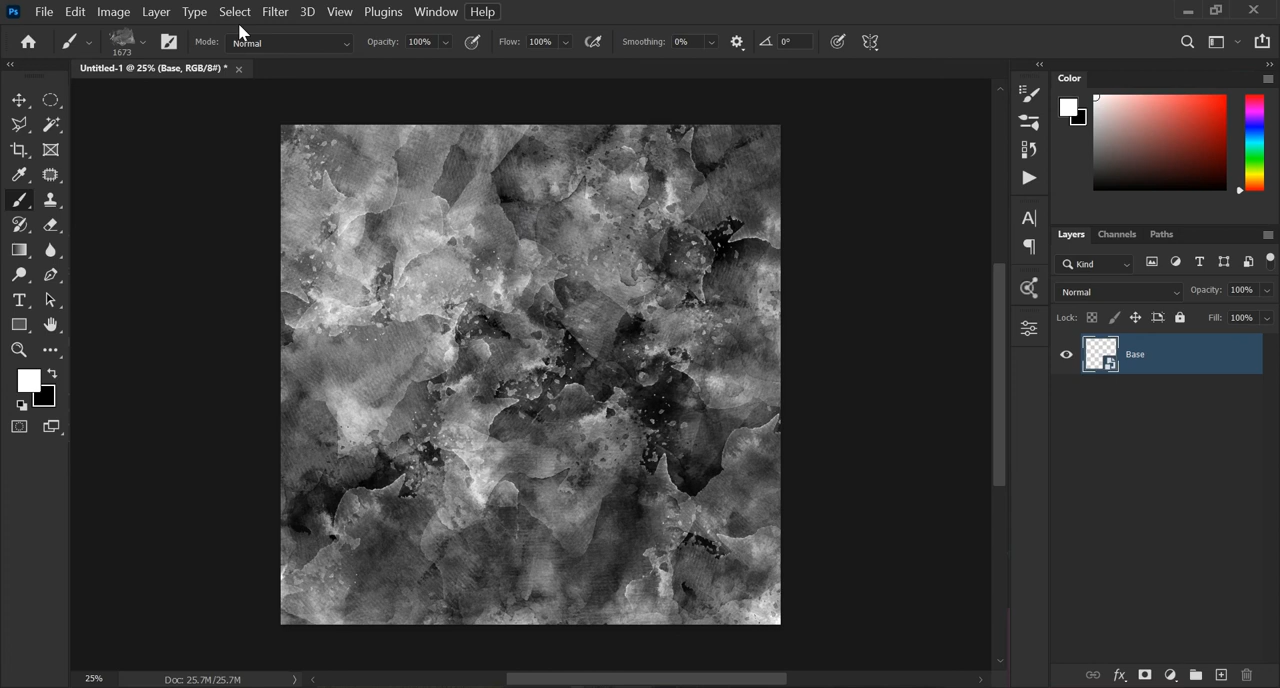 Ps File Edit Image Layer Type Select Filter 3D View Plugins Window Help
1673 Mode: Normal Opacity: 100% Flow: 100% Smoothing: 0% 0°
Untitled-1 @ 25% (Base, RGB/8#) *
Color
Layers Channels Paths
Kind
Normal Opacity: 100%
Lock: Fill: 100%
Base
25% Doc: 25.7M/25.7M